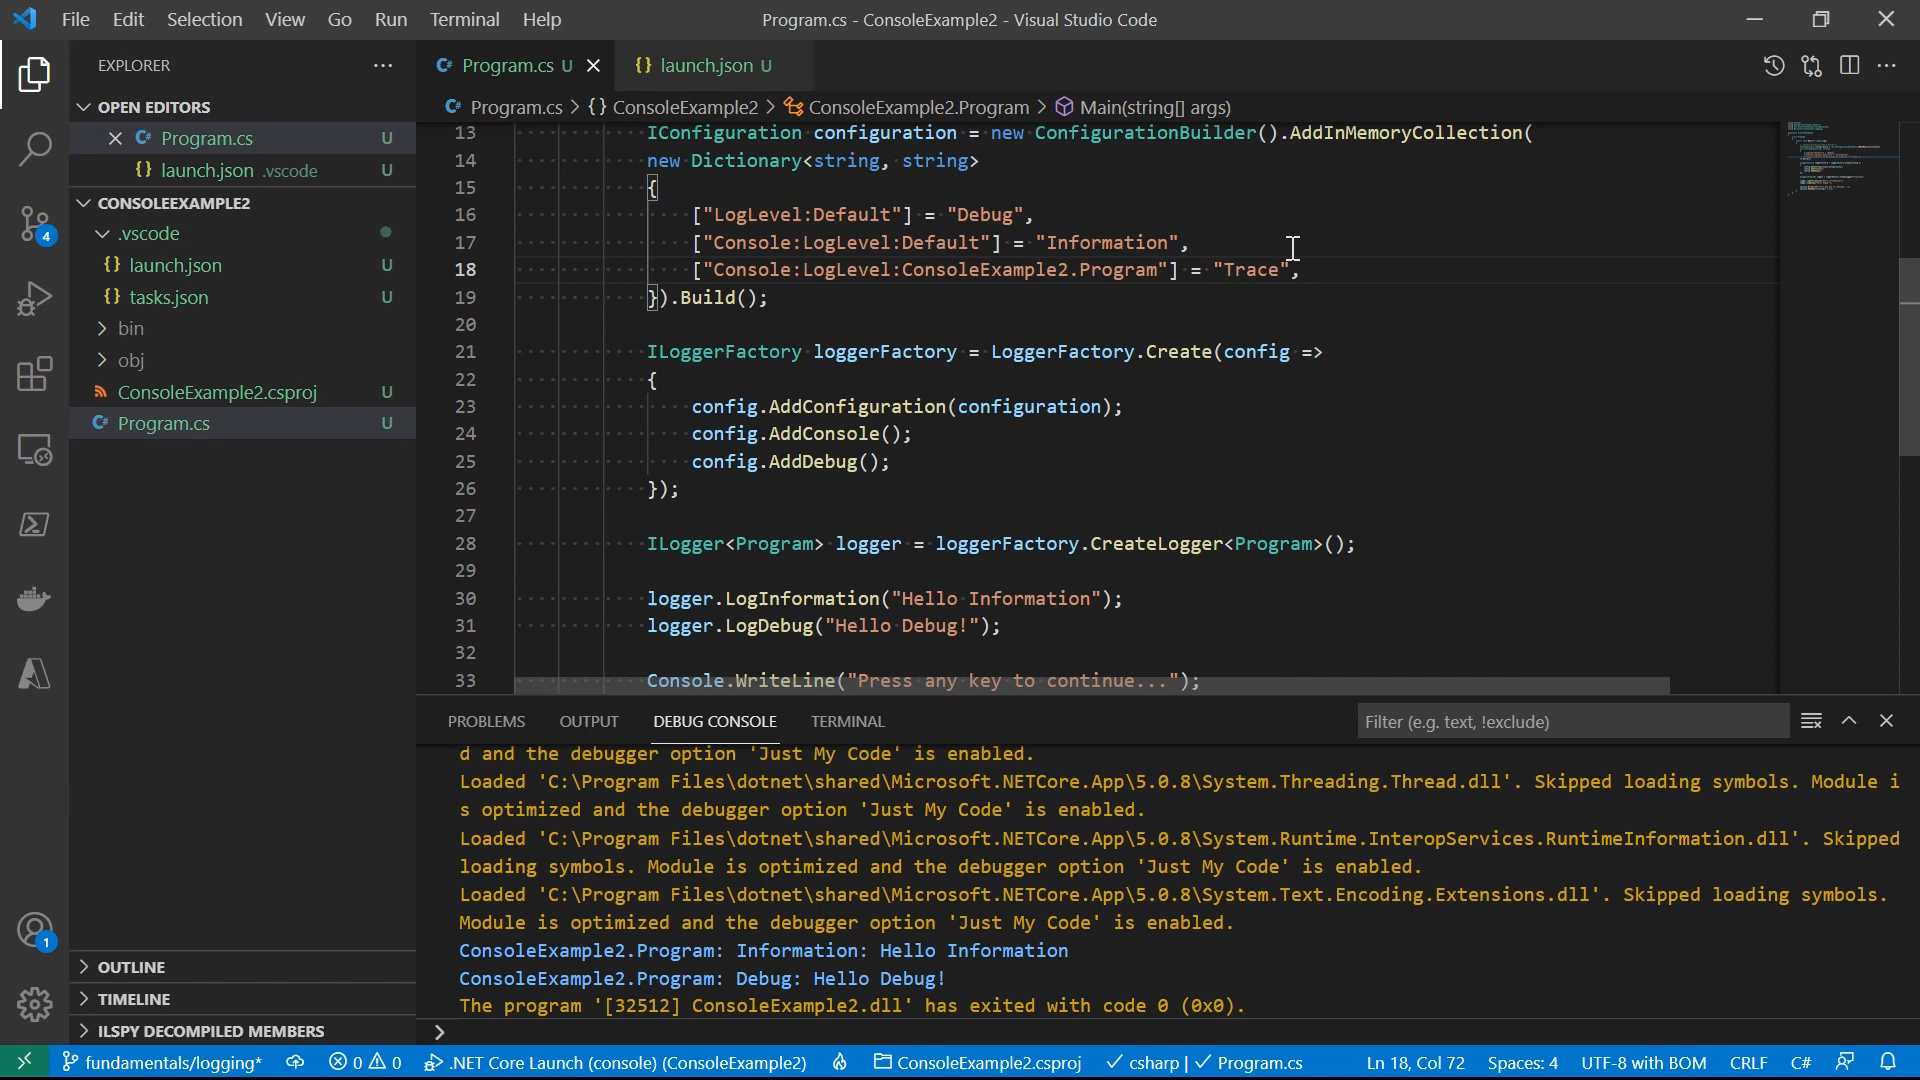 File Edit Selection View Go Run Terminal Help
Program.cs - ConsoleExample2 - Visual Studio Code
EXPLORER
Program.cs U
{} launch.json U
OPEN EDITORS
Program.cs > {} ConsoleExample2 > ConsoleExample2.Program > Main(string[] args)
Program.cs U
{} launch.json .vscode U
CONSOLEEXAMPLE2
.vscode
{} launch.json U
{} tasks.json U
bin
obj
ConsoleExample2.csproj U
Program.cs U
OUTLINE
TIMELINE
ILSPY DECOMPILED MEMBERS
4
1
13 IConfiguration configuration = new ConfigurationBuilder().AddInMemoryCollection(
14 new Dictionary<string, string>
15 {
16 ["LogLevel:Default"] = "Debug",
17 ["Console:LogLevel:Default"] = "Information",
18 ["Console:LogLevel:ConsoleExample2.Program"] = "Trace",
19 }).Build();
20
21 ILoggerFactory loggerFactory = LoggerFactory.Create(config =>
22 {
23 config.AddConfiguration(configuration);
24 config.AddConsole();
25 config.AddDebug();
26 });
27
28 ILogger<Program> logger = loggerFactory.CreateLogger<Program>();
29
30 logger.LogInformation("Hello Information");
31 logger.LogDebug("Hello Debug!");
32
33 Console.WriteLine("Press any key to continue...");
PROBLEMS OUTPUT DEBUG CONSOLE TERMINAL
Filter (e.g. text, !exclude)
d and the debugger option 'Just My Code' is enabled.
Loaded 'C:\Program Files\dotnet\shared\Microsoft.NETCore.App\5.0.8\System.Threading.Thread.dll'. Skipped loading symbols. Module i
s optimized and the debugger option 'Just My Code' is enabled.
Loaded 'C:\Program Files\dotnet\shared\Microsoft.NETCore.App\5.0.8\System.Runtime.InteropServices.RuntimeInformation.dll'. Skipped
loading symbols. Module is optimized and the debugger option 'Just My Code' is enabled.
Loaded 'C:\Program Files\dotnet\shared\Microsoft.NETCore.App\5.0.8\System.Text.Encoding.Extensions.dll'. Skipped loading symbols.
Module is optimized and the debugger option 'Just My Code' is enabled.
ConsoleExample2.Program: Information: Hello Information
ConsoleExample2.Program: Debug: Hello Debug!
The program '[32512] ConsoleExample2.dll' has exited with code 0 (0x0).
fundamentals/logging* 0 0 .NET Core Launch (console) (ConsoleExample2) ConsoleExample2.csproj csharp | Program.cs Ln 18, Col 72 Spaces: 4 UTF-8 with BOM CRLF C#